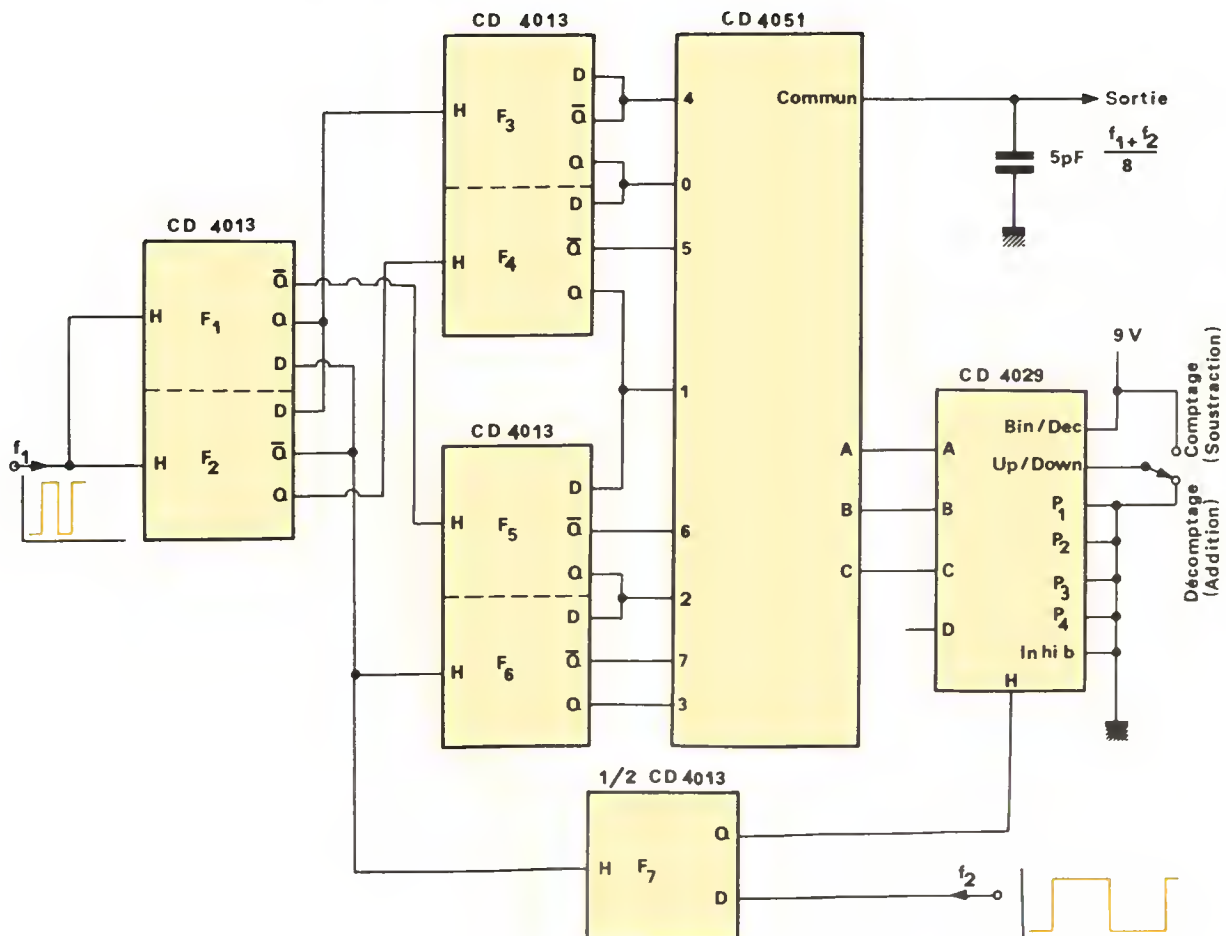 CD 4013
CD 4051
D
4
Commun
Sortie
H
F3
Q̄
5pF
f1 + f2
8
Q
0
D
CD 4013
H
F4
Q̄
5
Q̄
Q
H
F1
Q
9 V
D
CD 4029
D
1
Bin/Dec
Comptage
(Soustraction)
CD 4013
f1
H
F2
Q̄
A
A
Up/Down
Q
D
P1
Décomptage
(Addition)
H
F5
Q̄
6
B
B
P2
Q
C
C
P3
2
D
P4
D
H
F6
Q̄
7
Inhib
Q
3
H
1/2 CD 4013
Q
H
F7
f2
D